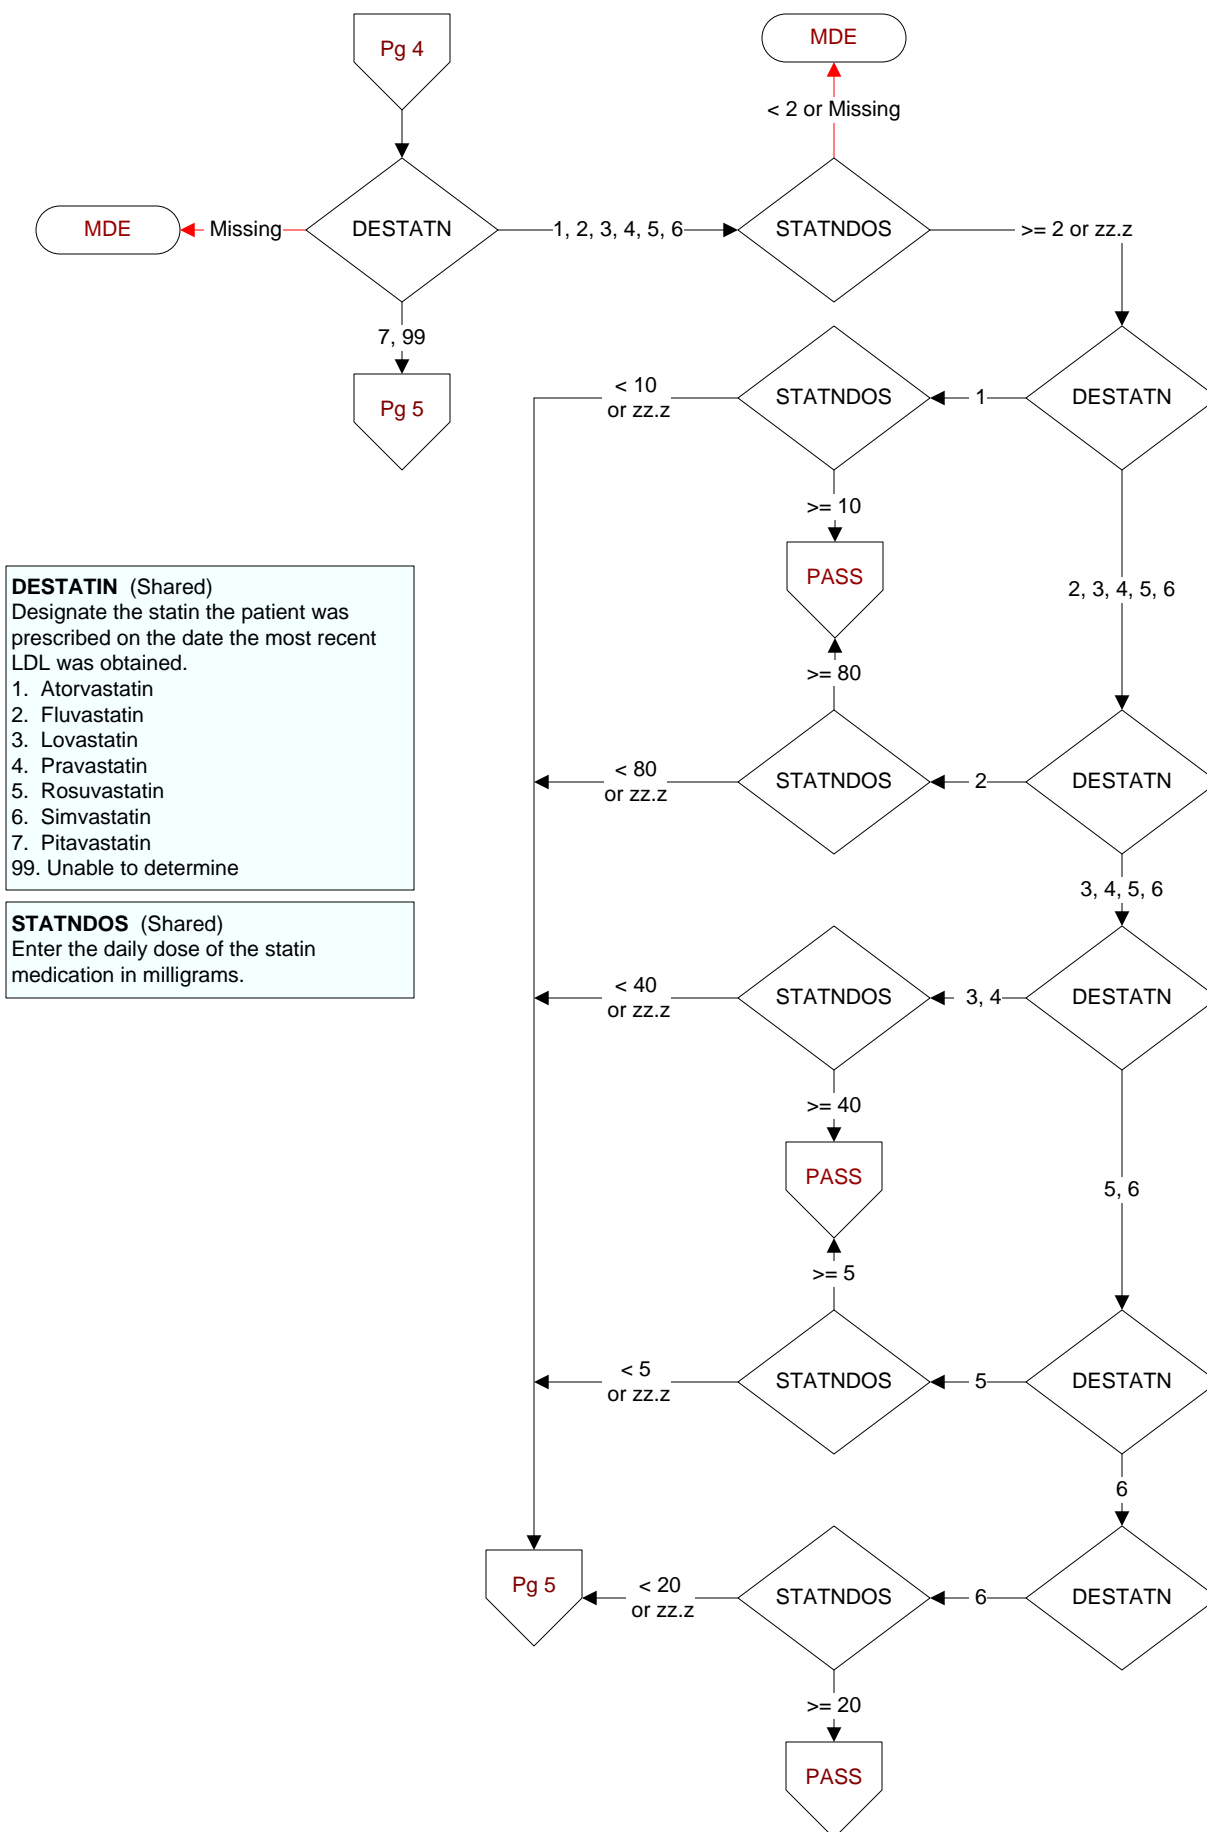 Pg 4
MDE
< 2 or Missing
MDE
Missing
DESTATN
1, 2, 3, 4, 5, 6
STATNDOS
>= 2 or zz.z
7, 99
Pg 5
< 10
or zz.z
STATNDOS
1
DESTATN
>= 10
PASS
2, 3, 4, 5, 6
DESTATIN (Shared)
Designate the statin the patient was
prescribed on the date the most recent
LDL was obtained.
1. Atorvastatin
2. Fluvastatin
3. Lovastatin
4. Pravastatin
5. Rosuvastatin
6. Simvastatin
7. Pitavastatin
99. Unable to determine
STATNDOS (Shared)
Enter the daily dose of the statin
medication in milligrams.
>= 80
< 80
or zz.z
STATNDOS
2
DESTATN
3, 4, 5, 6
< 40
or zz.z
STATNDOS
3, 4
DESTATN
>= 40
PASS
5, 6
>= 5
< 5
or zz.z
STATNDOS
5
DESTATN
6
Pg 5
< 20
or zz.z
STATNDOS
6
DESTATN
>= 20
PASS